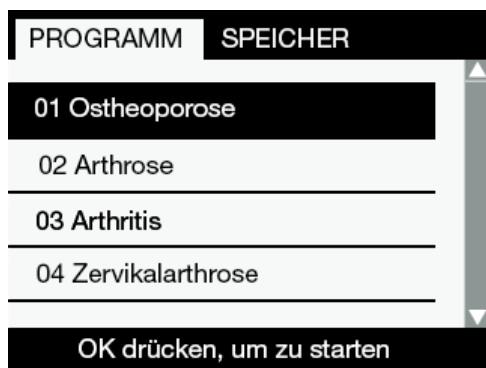 PROGRAMM SPEICHER
01 Ostheoporose
02 Arthrose
03 Arthritis
04 Zervikalarthrose
OK drücken, um zu starten